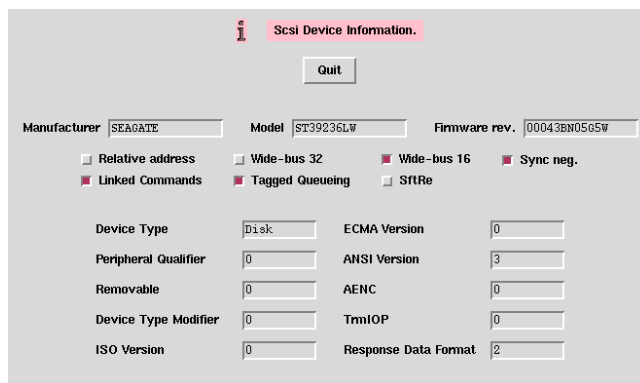 i Scsi Device Information.
Quit
Manufacturer SEAGATE Model ST39236LW Firmware rev. 00043BN05G5W
Relative address Wide-bus 32 Wide-bus 16 Sync neg.
Linked Commands Tagged Queueing SftRe
Device Type Disk ECMA Version 0
Peripheral Qualifier 0 ANSI Version 3
Removable 0 AENC 0
Device Type Modifier 0 TrmIOP 0
ISO Version 0 Response Data Format 2